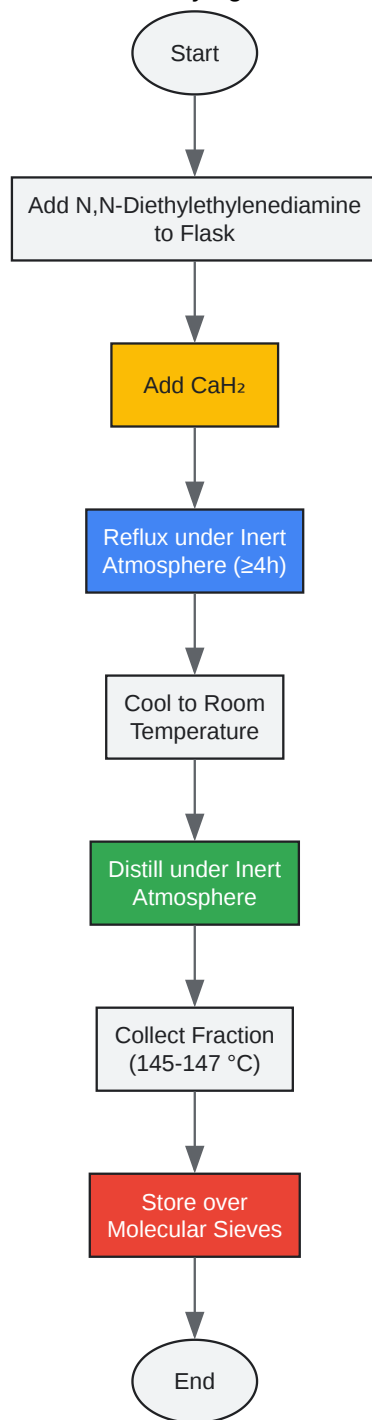 Start
Add N,N-Diethylethylenediamine
to Flask
Add CaH₂
Reflux under Inert
Atmosphere (≥4h)
Cool to Room
Temperature
Distill under Inert
Atmosphere
Collect Fraction
(145-147 °C)
Store over
Molecular Sieves
End